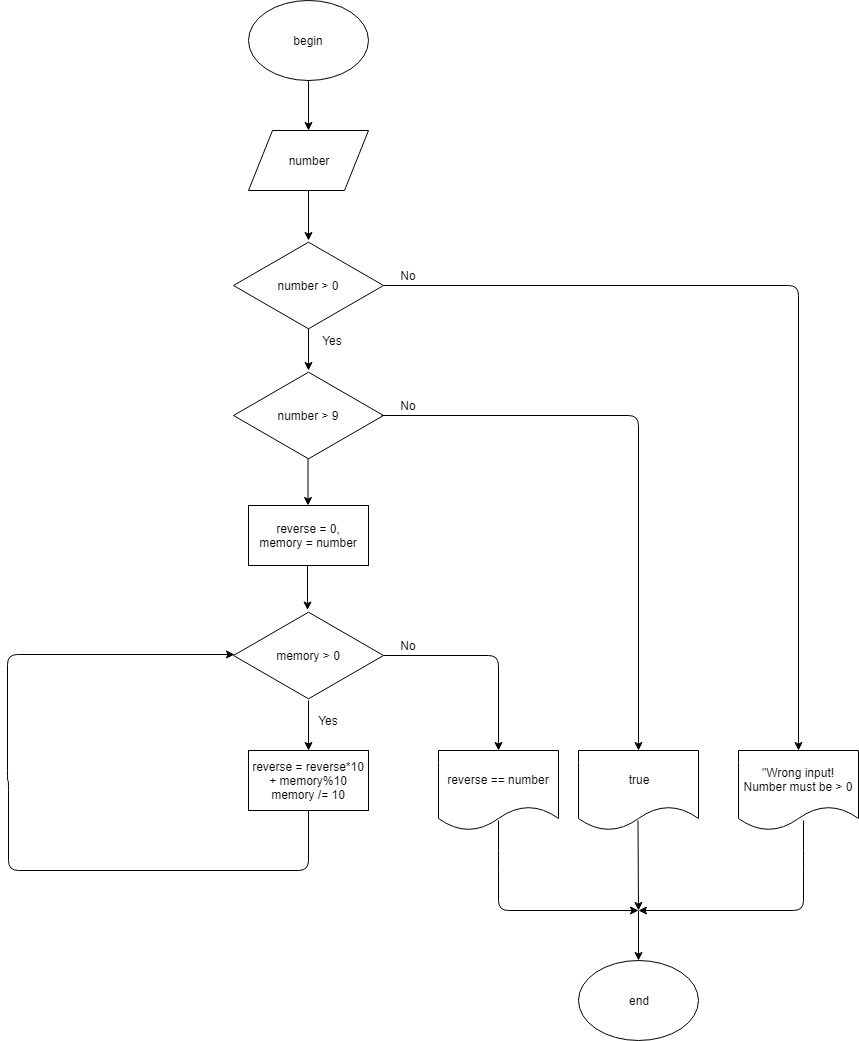 begin
number
number > 0
No
Yes
number > 9
No
reverse = 0,
memory = number
memory > 0
No
Yes
reverse = reverse*10
+ memory%10
memory /= 10
reverse == number
true
"Wrong input!
Number must be > 0
end